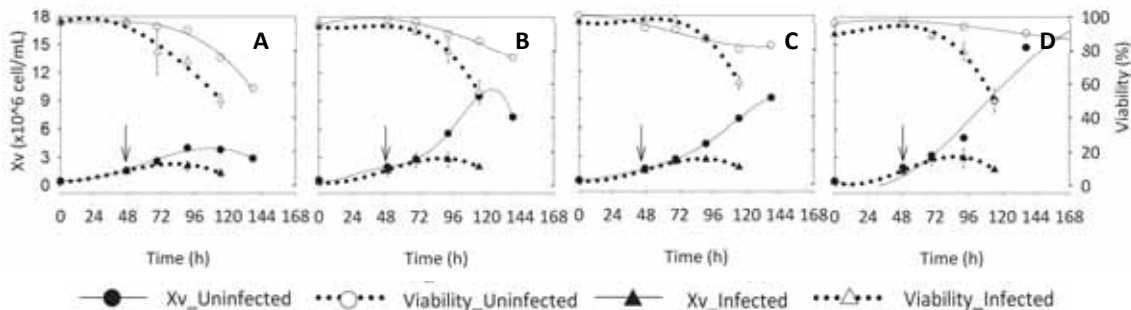 A B C D
Xv (x10^6 cell/mL)
18
15
12
9
6
3
0
100
80
60
40
20
0
Viability (%)
0 24 48 72 96 120 144 168 0 24 48 72 96 120 144 168 0 24 48 72 96 120 144 168 0 24 48 72 96 120 144 168
Time (h) Time (h) Time (h) Time (h)
Xv_Uninfected Viability_Uninfected Xv_Infected Viability_Infected